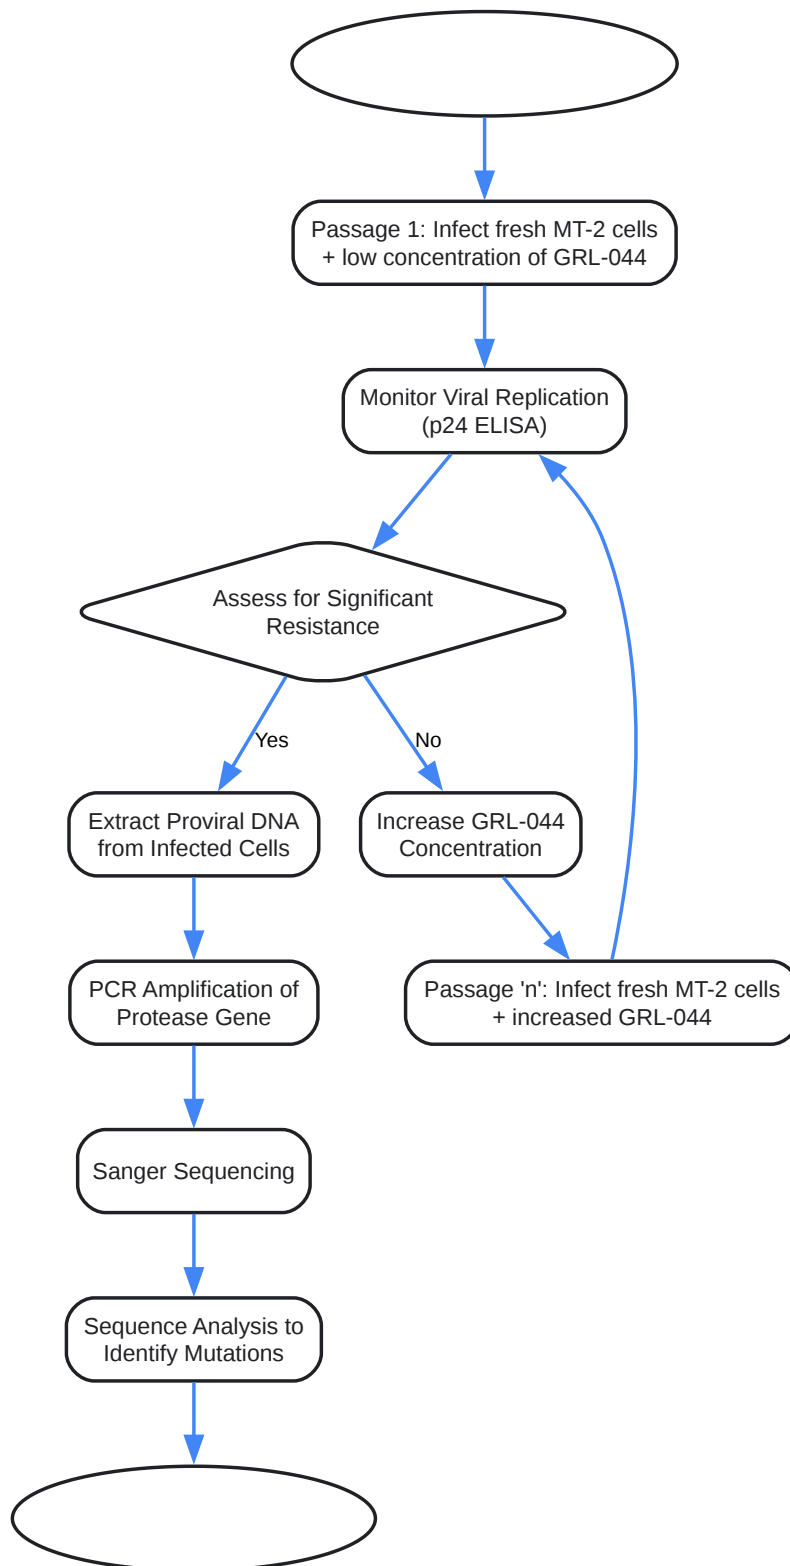 Passage 1: Infect fresh MT-2 cells
+ low concentration of GRL-044
Monitor Viral Replication
(p24 ELISA)
Assess for Significant
Resistance
Yes
No
Extract Proviral DNA
from Infected Cells
Increase GRL-044
Concentration
PCR Amplification of
Protease Gene
Passage 'n': Infect fresh MT-2 cells
+ increased GRL-044
Sanger Sequencing
Sequence Analysis to
Identify Mutations